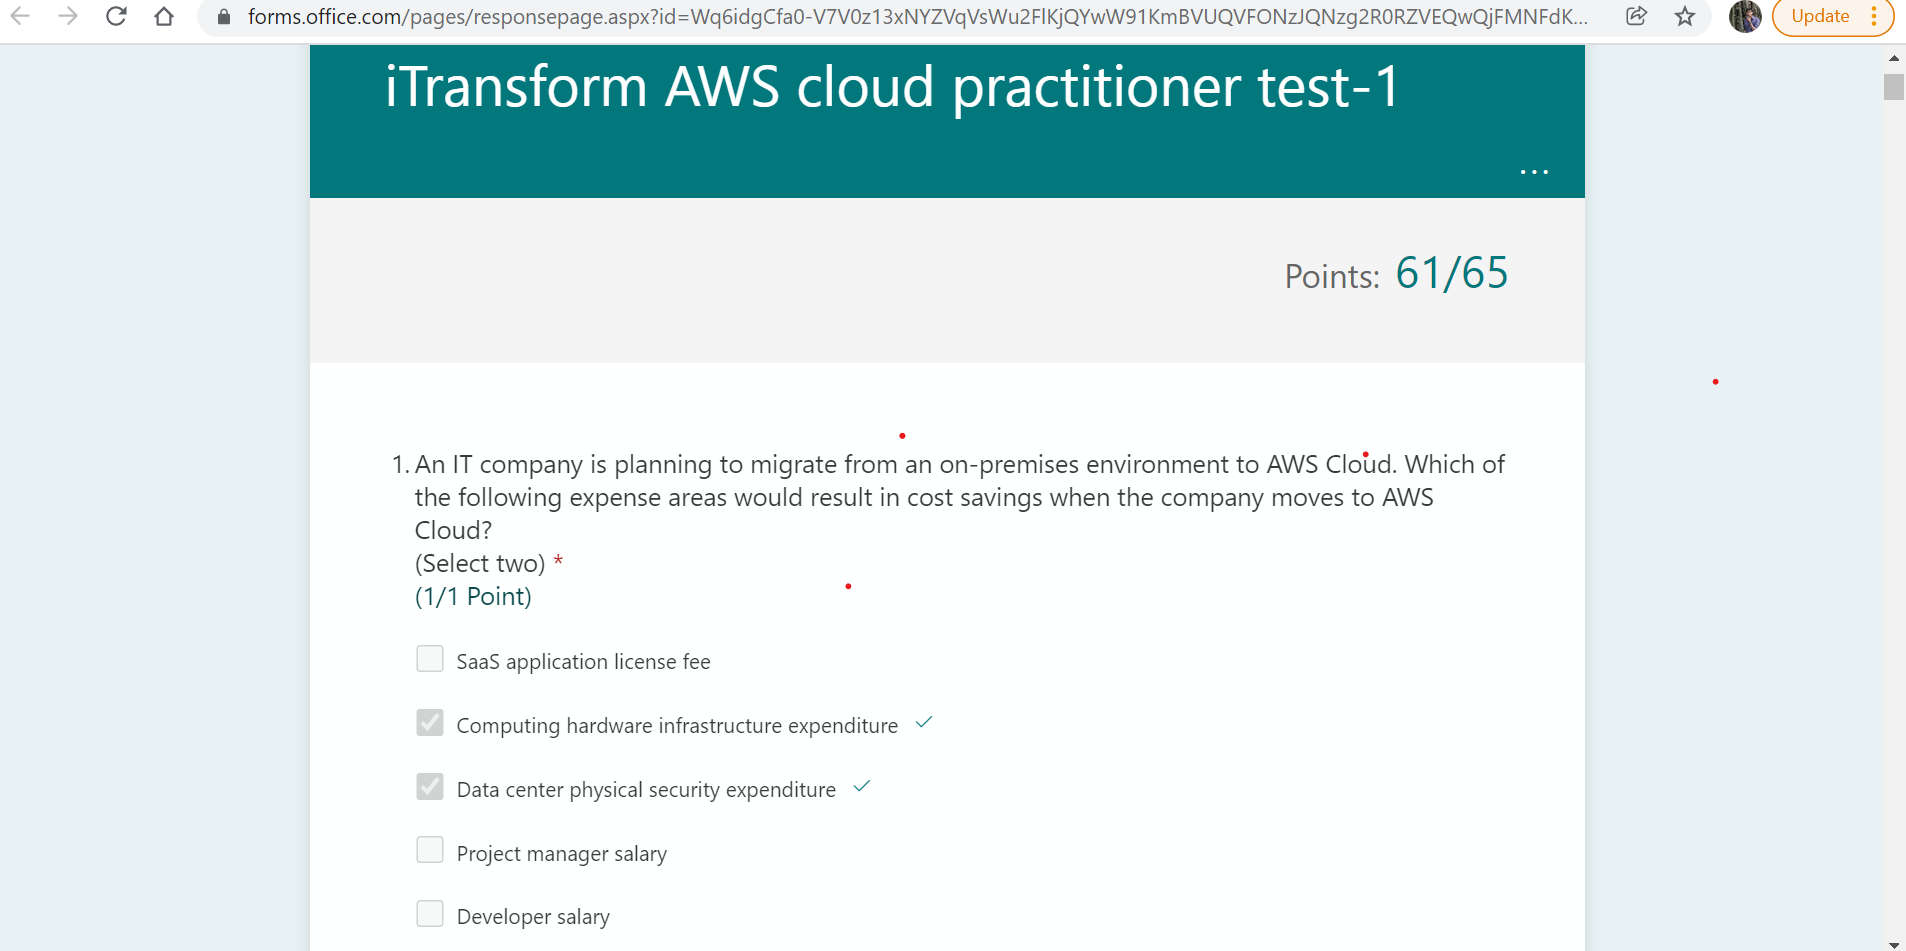 forms.office.com/pages/responsepage.aspx?id=Wq6idgCfa0-V7V0z13xNYZVqVsWu2FlKjQYwW91KmBVUQVFONzJQNzg2R0RZVEQwQjFMNFdK...
Update
iTransform AWS cloud practitioner test-1
...
Points: 61/65
1. An IT company is planning to migrate from an on-premises environment to AWS Cloud. Which of
the following expense areas would result in cost savings when the company moves to AWS
Cloud?
(Select two) *
(1/1 Point)
SaaS application license fee
Computing hardware infrastructure expenditure
Data center physical security expenditure
Project manager salary
Developer salary